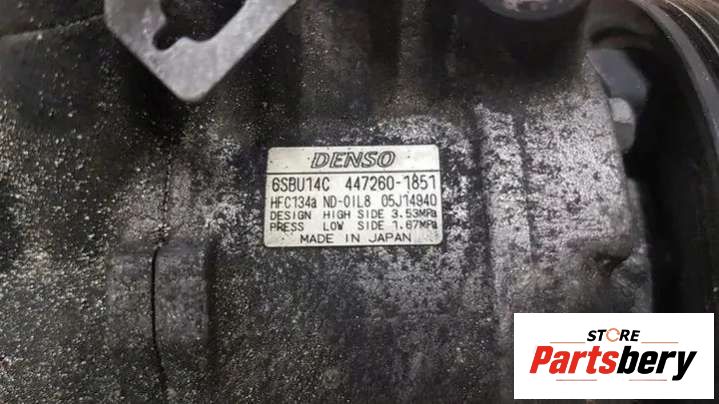 DENSO
6SBU14C 447260-1851
HFC134a ND-OIL8 05J14940
DESIGN HIGH SIDE 3.53MPa
PRESS LOW SIDE 1.67MPa
MADE IN JAPAN
STORE
Partsbery